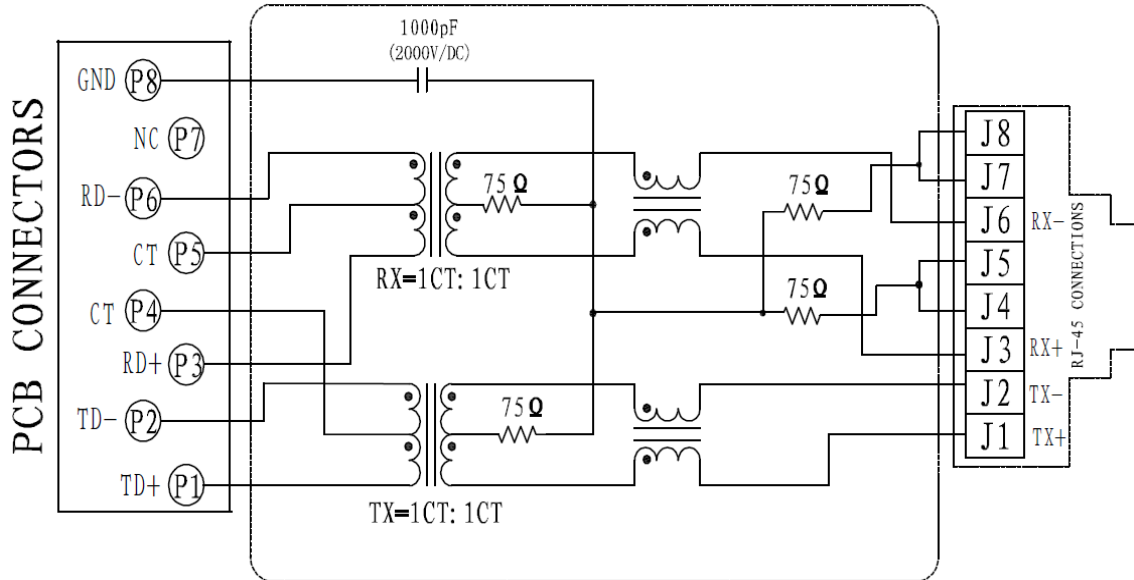 PCB CONNECTORS
1000pF
(2000V/DC)
GND P8
NC P7
RD- P6
CT P5
CT P4
RD+ P3
TD- P2
TD+ P1
75Ω
RX=1CT: 1CT
75Ω
75Ω
75Ω
TX=1CT: 1CT
J8
J7
J6 RX-
J5
J4
J3 RX+
J2 TX-
J1 TX+
RJ-45 CONNECTIONS